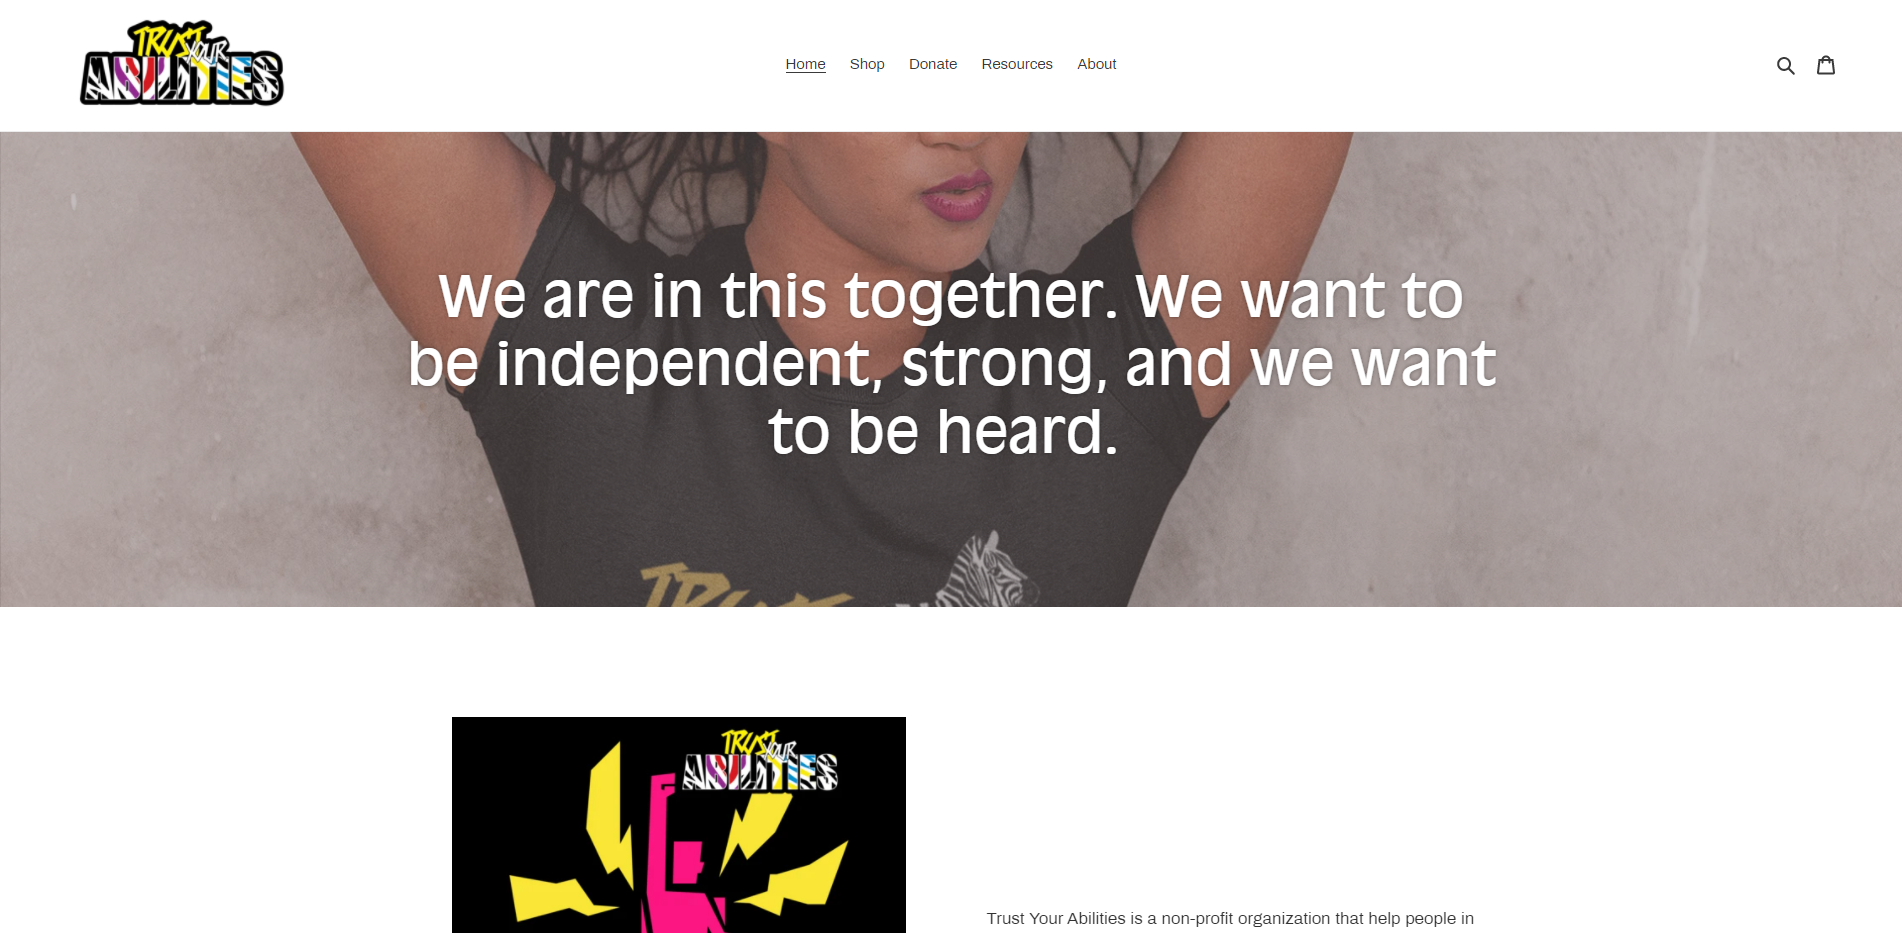 TRUST
YOUR
ABILITIES
Home
Shop
Donate
Resources
About
We are in this together. We want to
be independent, strong, and we want
to be heard.
TRUST
YOUR
ABILITIES
Trust Your Abilities is a non-profit organization that help people in